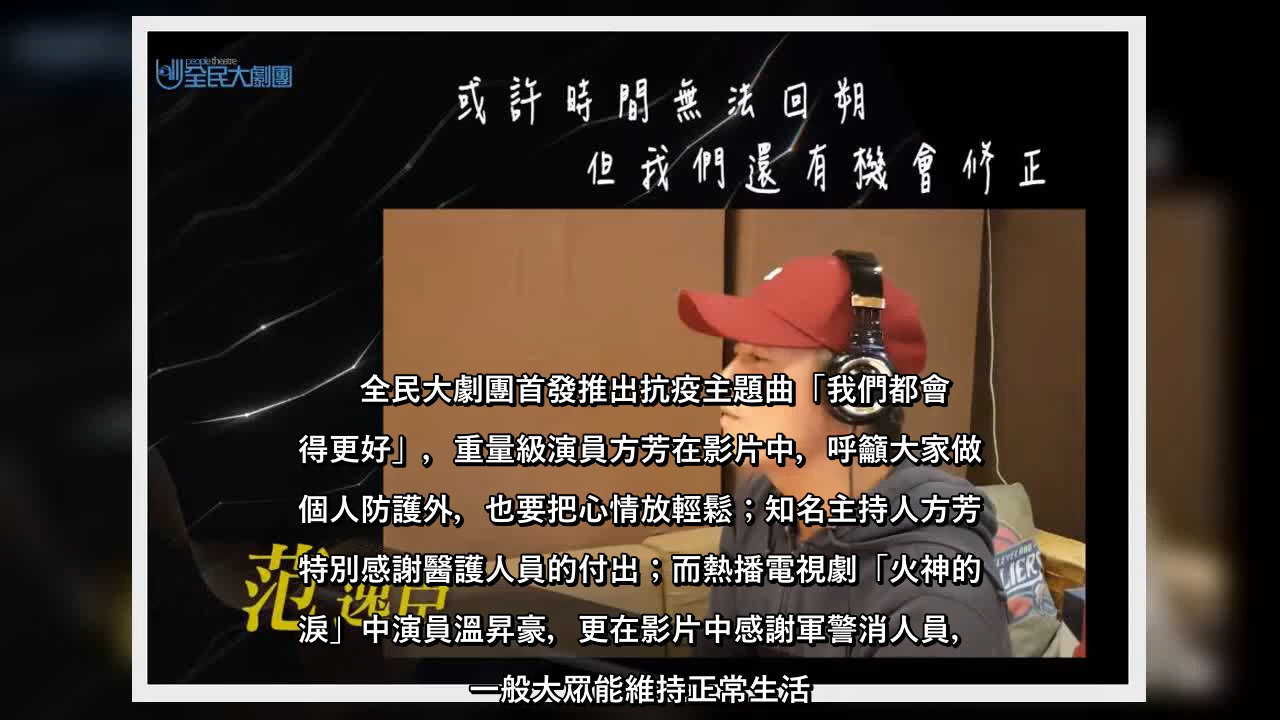 people theatre
全民大劇團
或許時間無法回朔
但我們還有機會修正
全民大劇團首發推出抗疫主題曲「我們都會
得更好」，重量級演員方芳在影片中，呼籲大家做
個人防護外，也要把心情放輕鬆；知名主持人方芳
特別感謝醫護人員的付出；而熱播電視劇「火神的
淚」中演員溫昇豪，更在影片中感謝軍警消人員，
一般大眾能維持正常生活
范逸臣